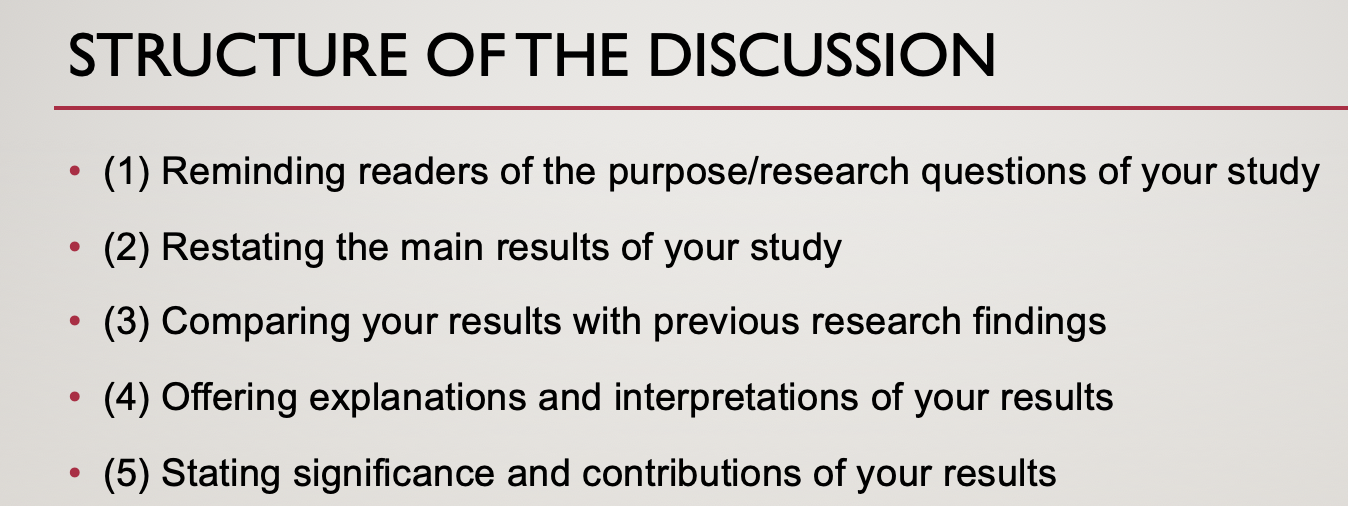 STRUCTURE OF THE DISCUSSION
• (1) Reminding readers of the purpose/research questions of your study
• (2) Restating the main results of your study
• (3) Comparing your results with previous research findings
• (4) Offering explanations and interpretations of your results
• (5) Stating significance and contributions of your results